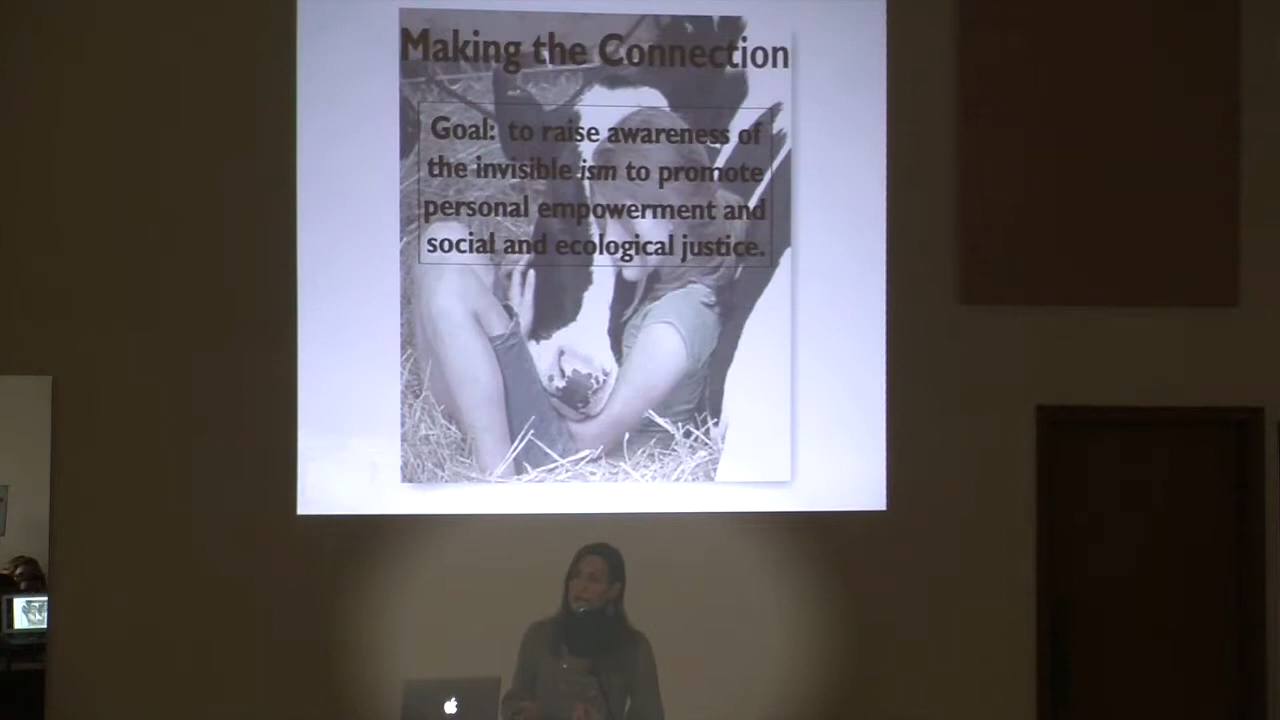 Making the Connection
Goal: to raise awareness of
the invisible ism to promote
personal empowerment and
social and ecological justice.